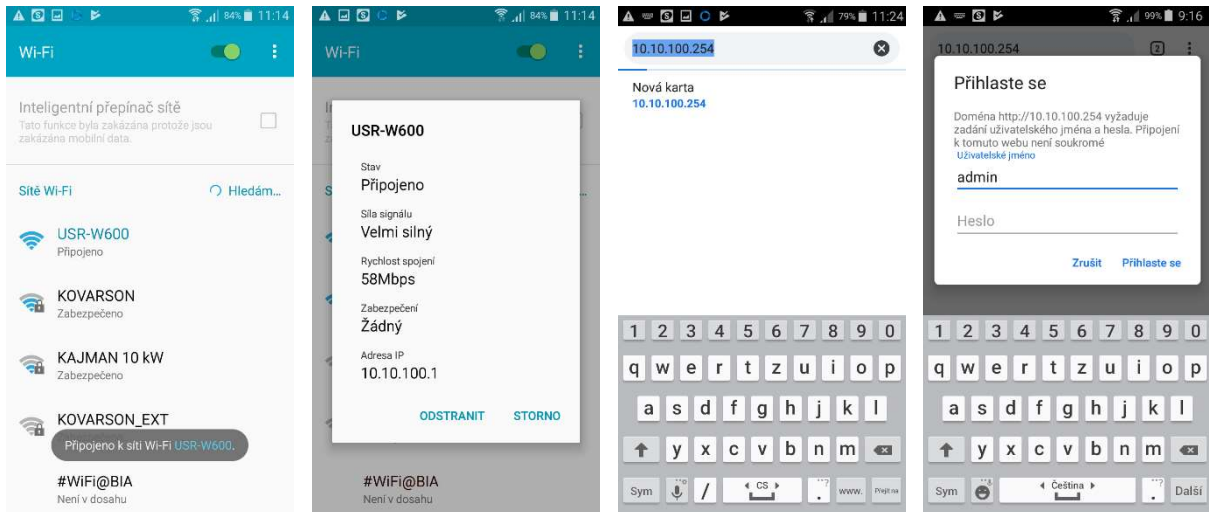 84% 11:14
Wi-Fi
Inteligentní přepínač sítě
Tato funkce byla zakázána protože jsou
zakázána mobilní data.
Sítě Wi-Fi
Hledám...
USR-W600
Připojeno
KOVARSON
Zabezpečeno
KAJMAN 10 kW
Zabezpečeno
KOVARSON_EXT
Připojeno k síti Wi-Fi USR-W600.
#WiFi@BIA
Není v dosahu
84% 11:14
Wi-Fi
USR-W600
Stav
Připojeno
Síla signálu
Velmi silný
Rychlost spojení
58Mbps
Zabezpečení
Žádný
Adresa IP
10.10.100.1
ODSTRANIT STORNO
#WiFi@BIA
Není v dosahu
79% 11:24
10.10.100.254
Nová karta
10.10.100.254
1 2 3 4 5 6 7 8 9 0
q w e r t z u i o p
a s d f g h j k l
y x c v b n m
Sym / CS . www. Přejít na
99% 9:16
10.10.100.254 2
Přihlaste se
Doména http://10.10.100.254 vyžaduje
zadání uživatelského jména a hesla. Připojení
k tomuto webu není soukromé
Uživatelské jméno
admin
Heslo
Zrušit Přihlaste se
1 2 3 4 5 6 7 8 9 0
q w e r t z u i o p
a s d f g h j k l
y x c v b n m
Sym Čeština . Další